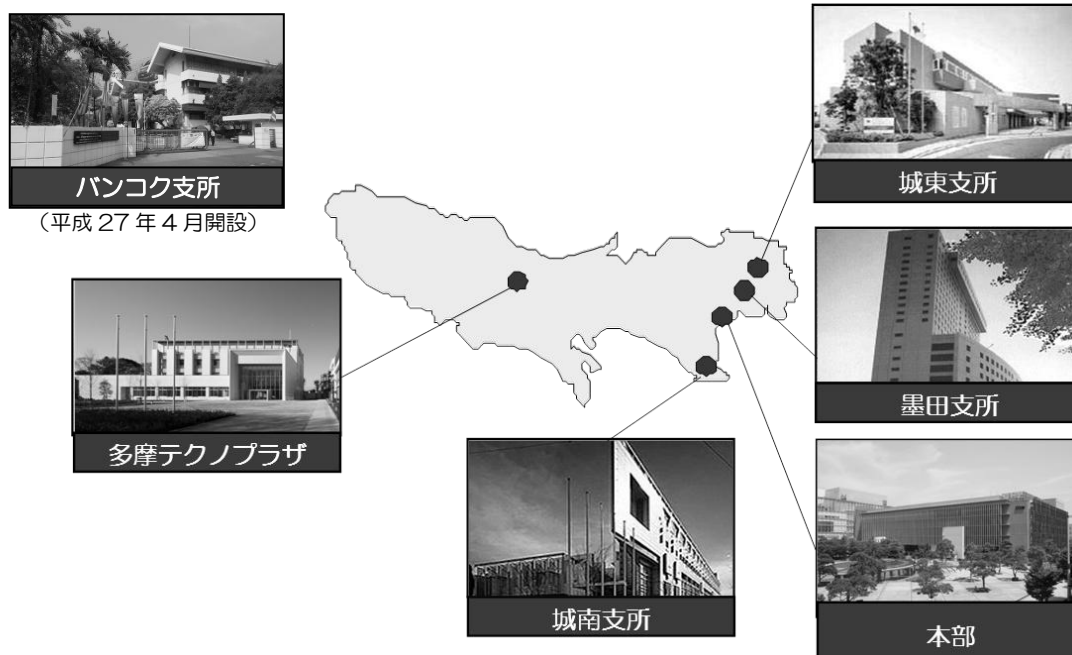 バンコク支所
（平成 27 年 4 月開設）
城東支所
墨田支所
多摩テクノプラザ
城南支所
本部